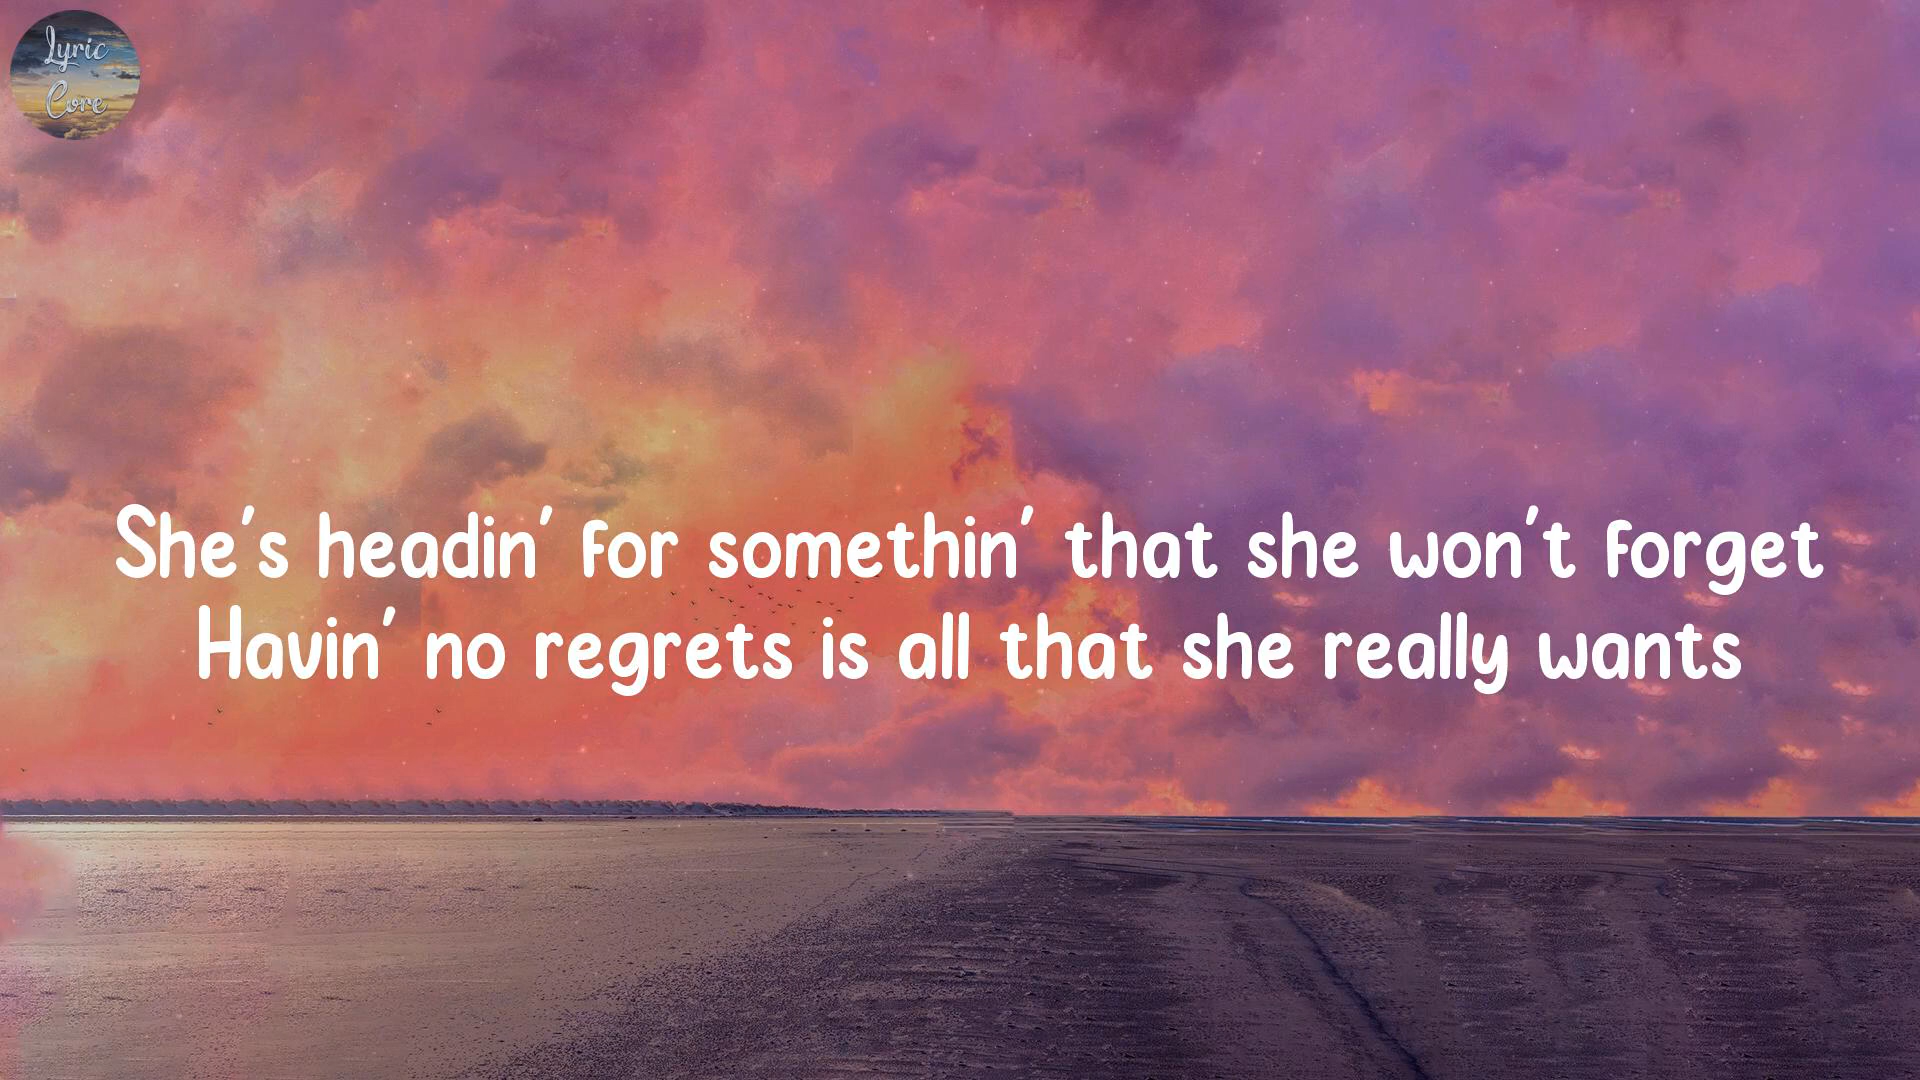 Lyric
Core
She's headin' for somethin' that she won't forget
Havin' no regrets is all that she really wants